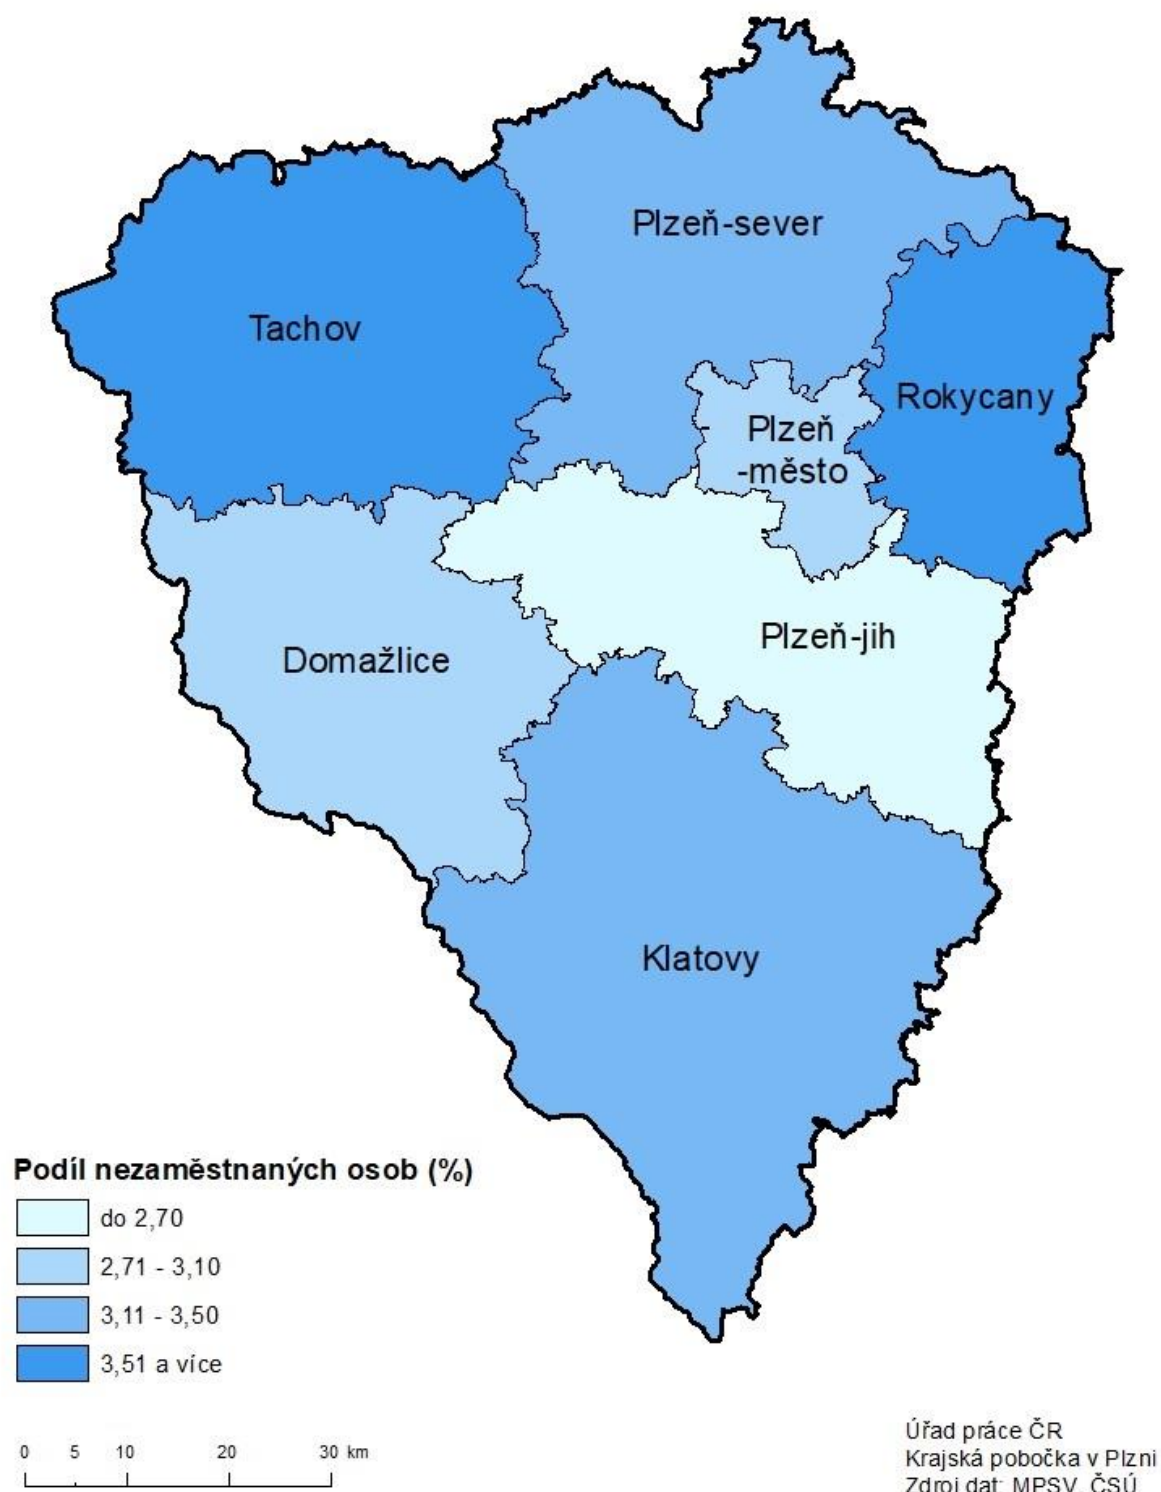 Plzeň-sever
Tachov
Rokycany
Plzeň
-město
Plzeň-jih
Domažlice
Klatovy
Podíl nezaměstnaných osob (%)
do 2,70
2,71 - 3,10
3,11 - 3,50
3,51 a více
0 5 10 20 30 km
Úřad práce ČR
Krajská pobočka v Plzni
Zdroj dat: MPSV, ČSÚ